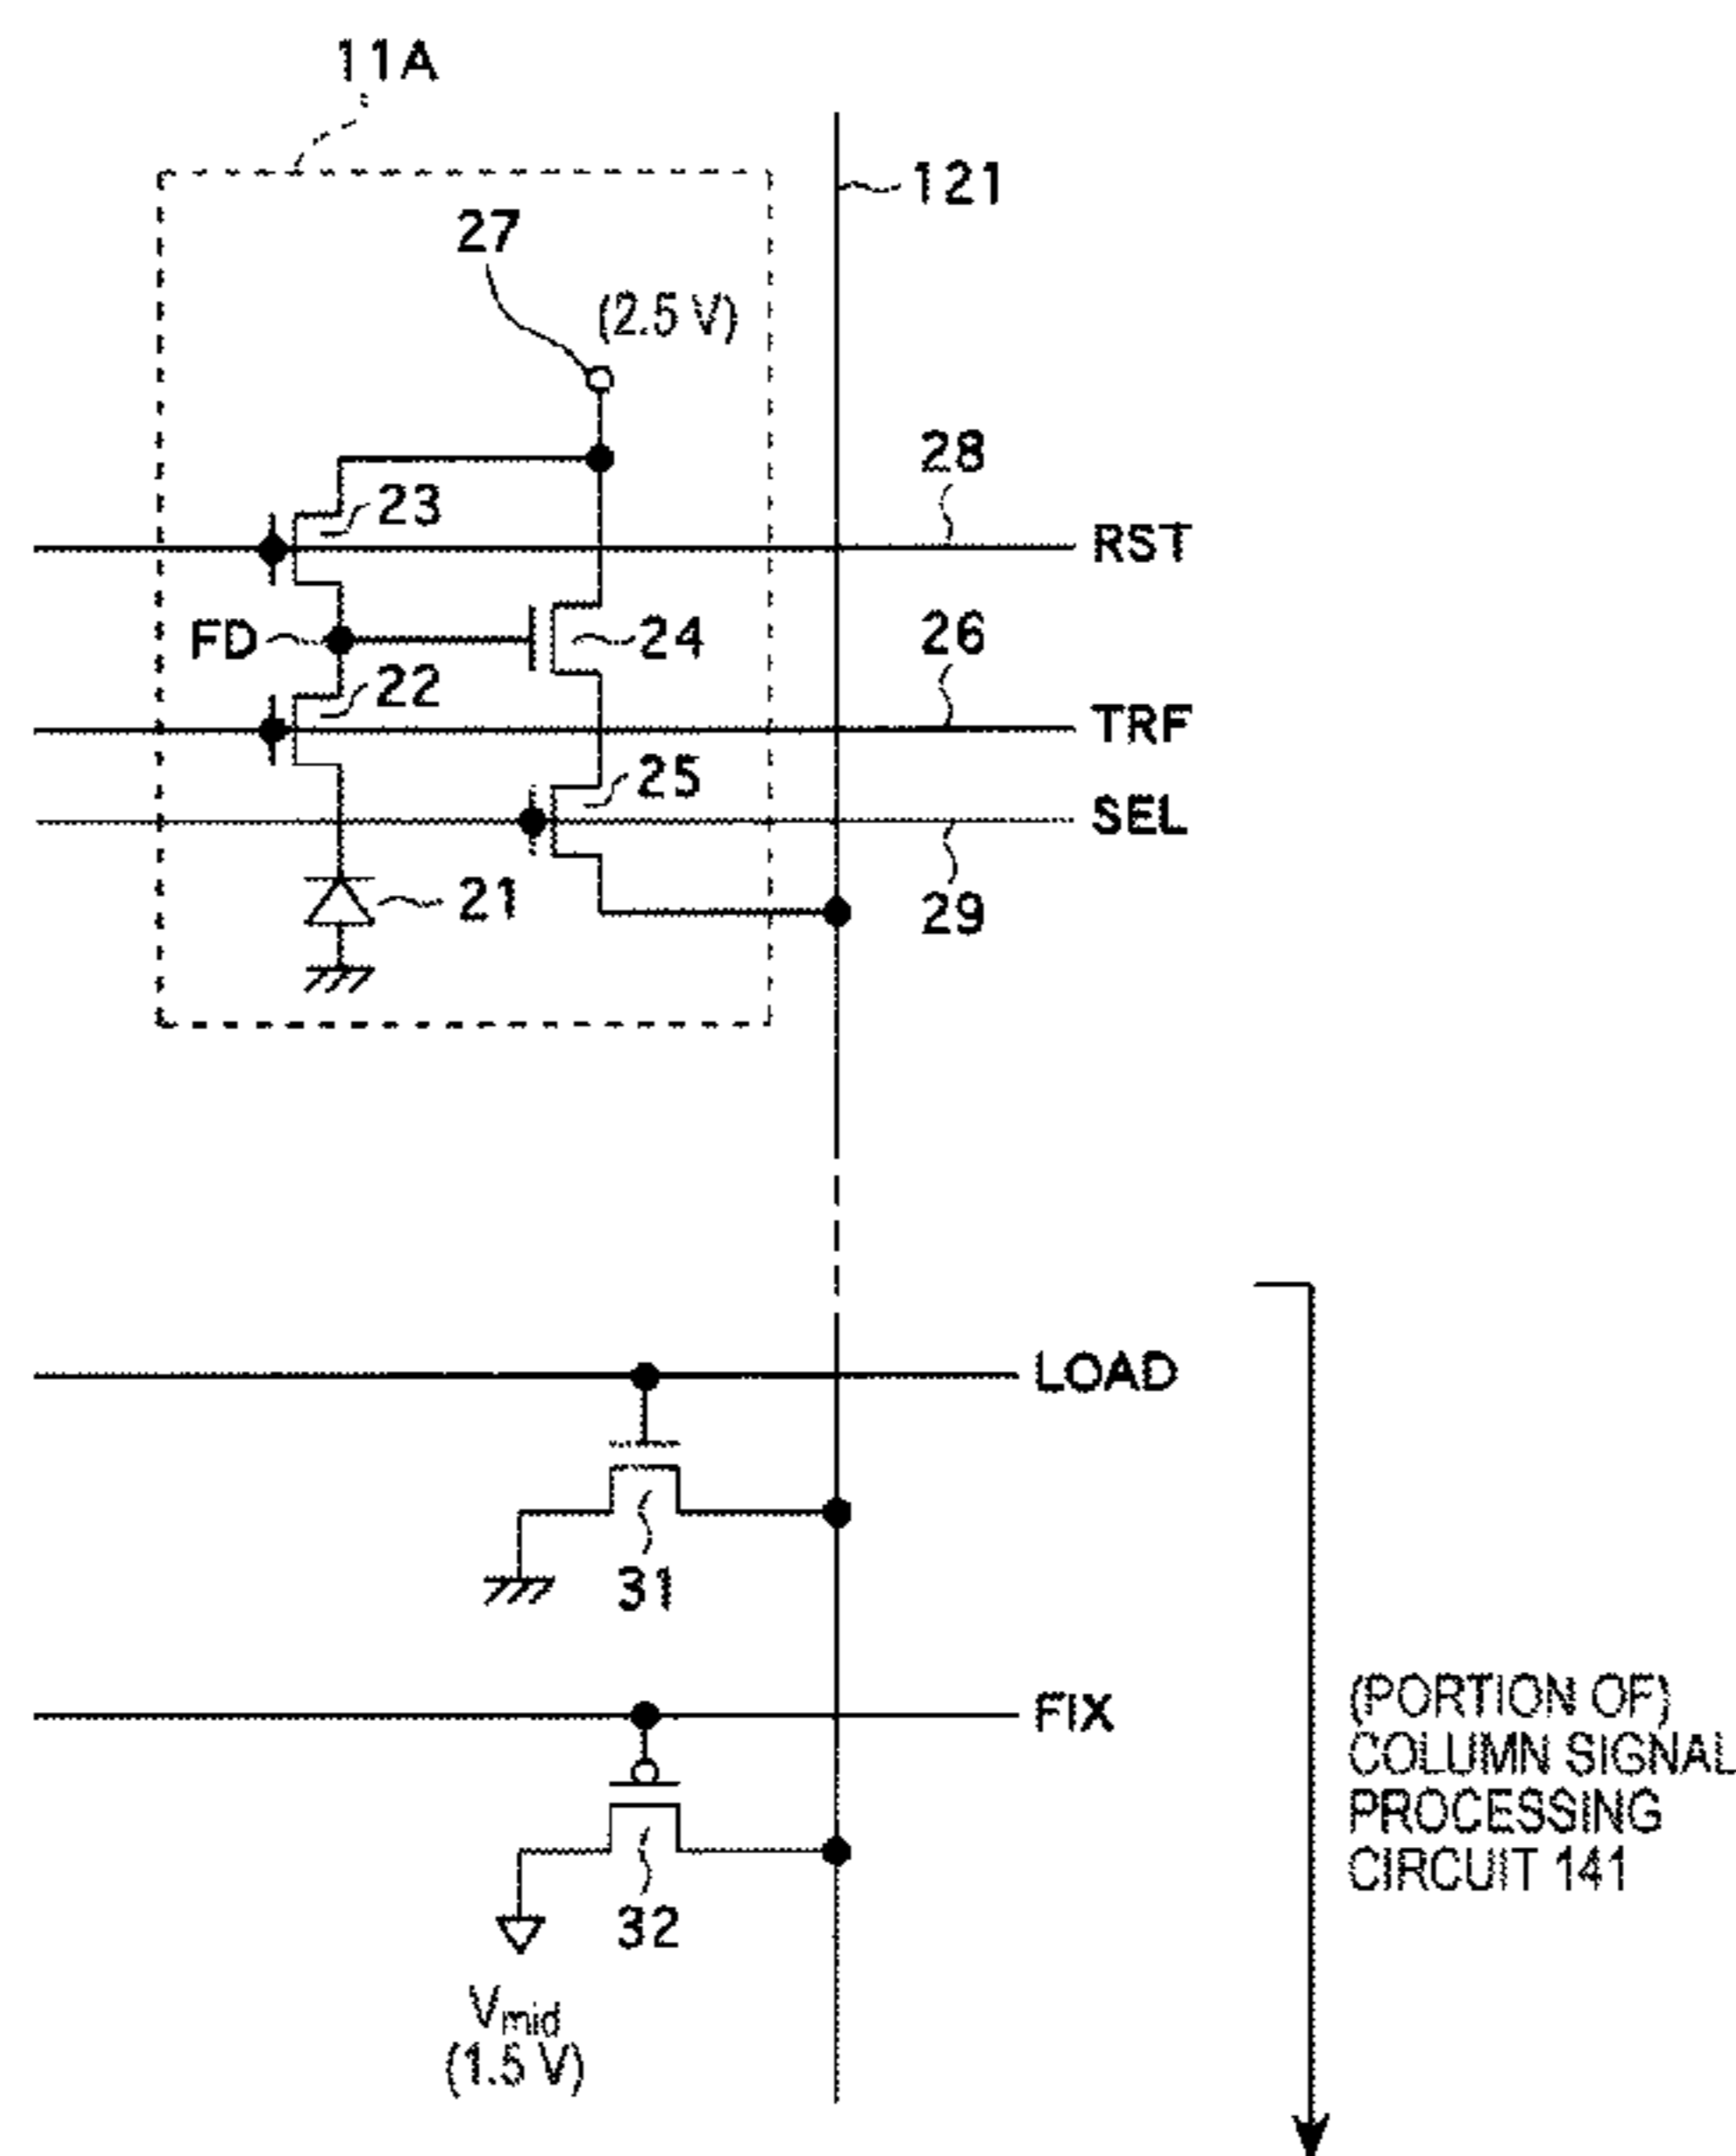 11A
121
27
(2.5 V)
28
23
RST
FD
24
26
22
TRF
25
SEL
21
29
LOAD
31
FIX
(PORTION OF)
COLUMN SIGNAL
PROCESSING
CIRCUIT 141
32
Vmid
(1.5 V)